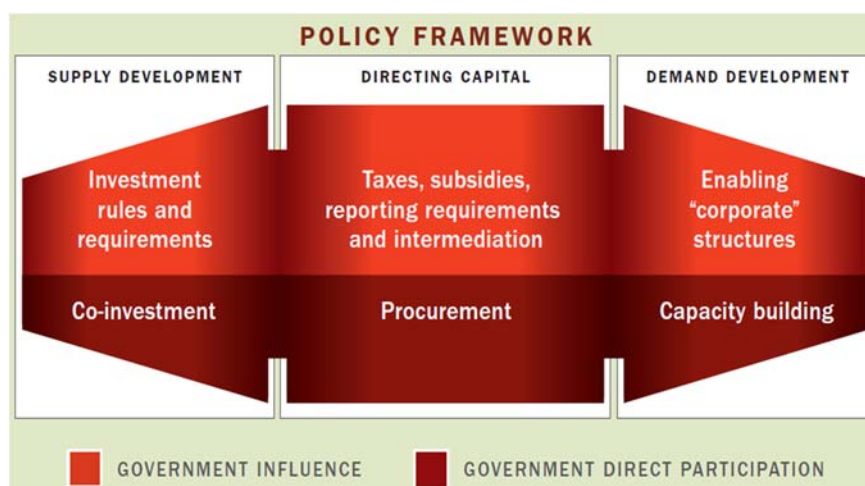 POLICY FRAMEWORK
SUPPLY DEVELOPMENT
DIRECTING CAPITAL
DEMAND DEVELOPMENT
Investment
rules and
requirements
Taxes, subsidies,
reporting requirements
and intermediation
Enabling
“corporate”
structures
Co-investment
Procurement
Capacity building
GOVERNMENT INFLUENCE
GOVERNMENT DIRECT PARTICIPATION